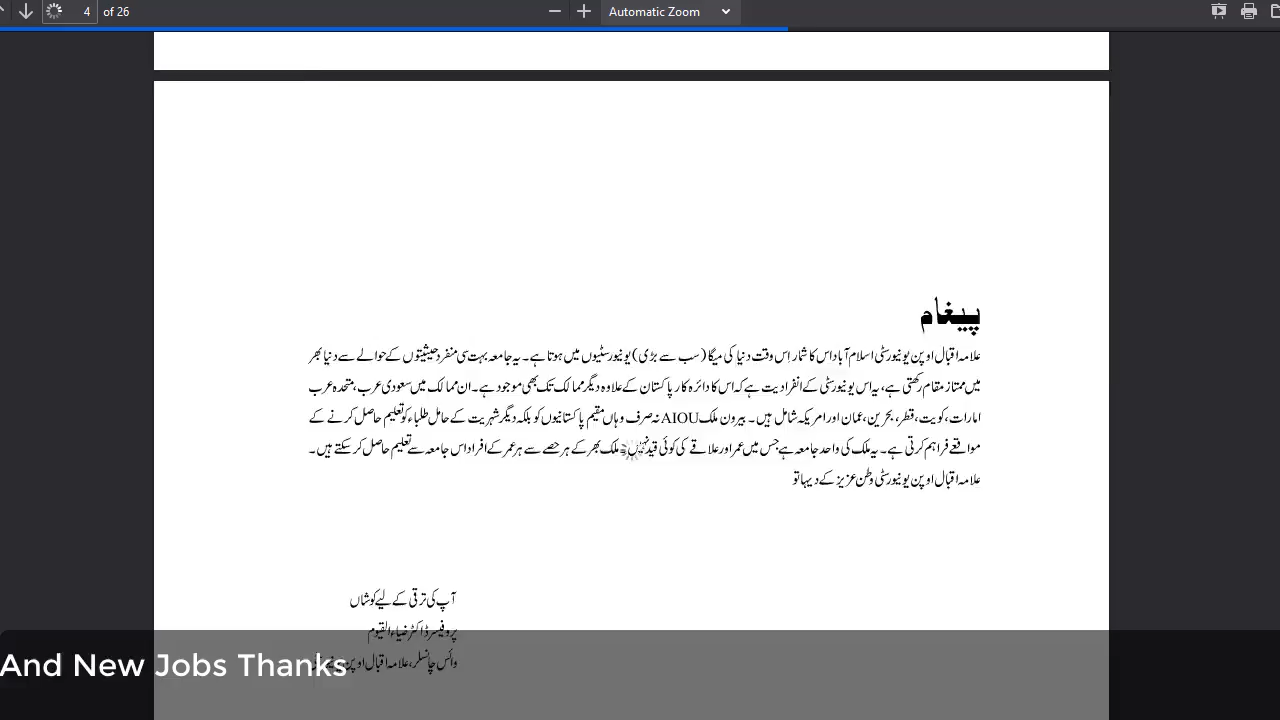 4 of 26
Automatic Zoom
پیغام
علامہ اقبال اوپن یونیورسٹی اسلام آباد اس کا شمار اِس وقت دنیا کی میگا (سب سے بڑی) یونیورسٹیوں میں ہوتا ہے۔ یہ جامعہ بہت سی منفرد حیثیتوں کے حوالے سے دنیا بھر
میں ممتاز مقام رکھتی ہے، یہ اس یونیورسٹی کے انفرادیت ہے کہ اس کا دائرہ کار پاکستان کے علاوہ دیگر ممالک تک بھی موجود ہے۔ ان ممالک میں سعودی عرب، متحدہ عرب
امارات، کویت، قطر، بحرین، عمان اور امریکہ شامل ہیں۔ بیرون ملک AIOU نہ صرف وہاں مقیم پاکستانیوں کو بلکہ دیگر شہریت کے حامل طلباء کو تعلیم حاصل کرنے کے
مواقعے فراہم کرتی ہے۔ یہ ملک کی واحد جامعہ ہے جس میں عمر اور علاقے کی کوئی قید نہیں ملک بھر کے ہر حصے سے ہر عمر کے افراد اس جامعہ سے تعلیم حاصل کر سکتے ہیں۔
علامہ اقبال اوپن یونیورسٹی وطن عزیز کے دیہاتو
آپ کی ترقی کے لیے کوشاں
پروفیسر ڈاکٹر ضیاء القیوم
وائس چانسلر، علامہ اقبال اوپن
And New Jobs Thanks